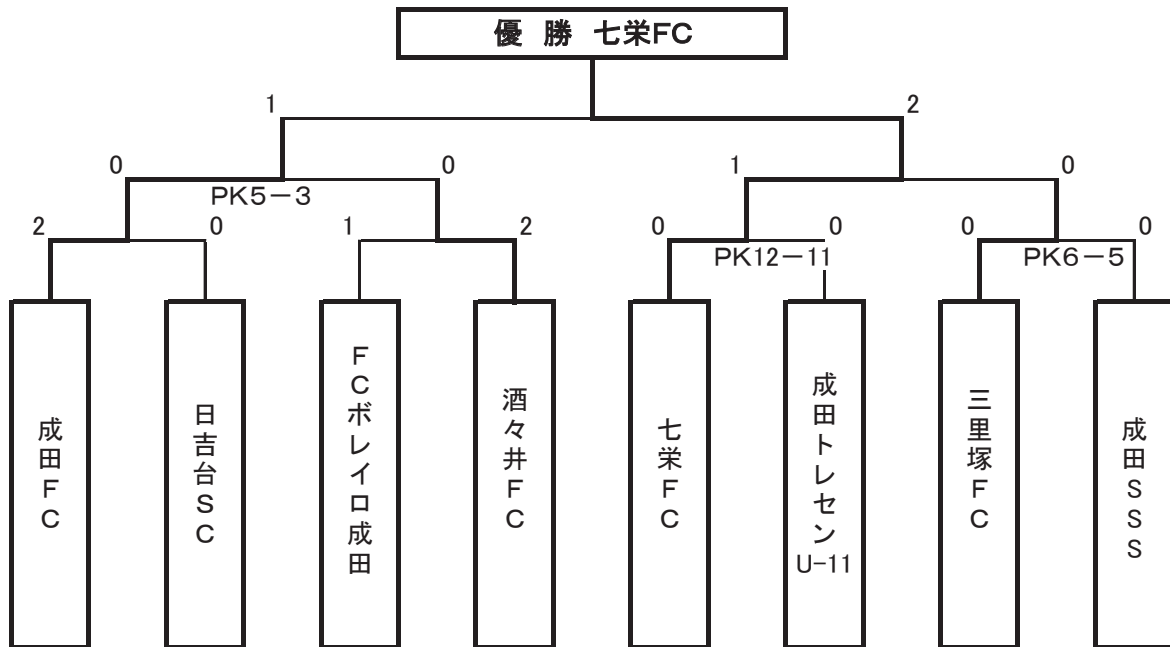 優 勝 七栄FC
1
2
0
0
1
0
PK5－3
2
0
1
2
0
0
0
0
PK12－11
PK6－5
成田FC
日吉台SC
FCボレイロ成田
酒々井FC
七栄FC
成田トレセン
U-11
三里塚FC
成田SSS